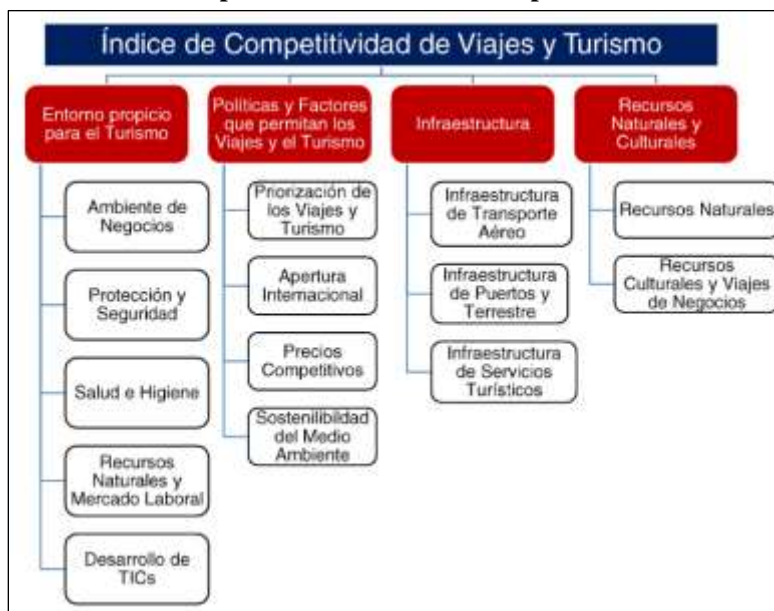 Índice de Competitividad de Viajes y Turismo
Entorno propicio
para el Turismo
Ambiente de
Negocios
Protección y
Seguridad
Salud e Higiene
Recursos
Naturales y
Mercado Laboral
Desarrollo de
TICs
Políticas y Factores
que permitan los
Viajes y el Turismo
Priorización de
los Viajes y
Turismo
Apertura
Internacional
Precios
Competitivos
Sostenilibildad
del Medio
Ambiente
Infraestructura
Infraestructura
de Transporte
Aéreo
Infraestructura
de Puertos y
Terrestre
Infraestructura
de Servicios
Turísticos
Recursos
Naturales y
Culturales
Recursos Naturales
Recursos
Culturales y Viajes
de Negocios